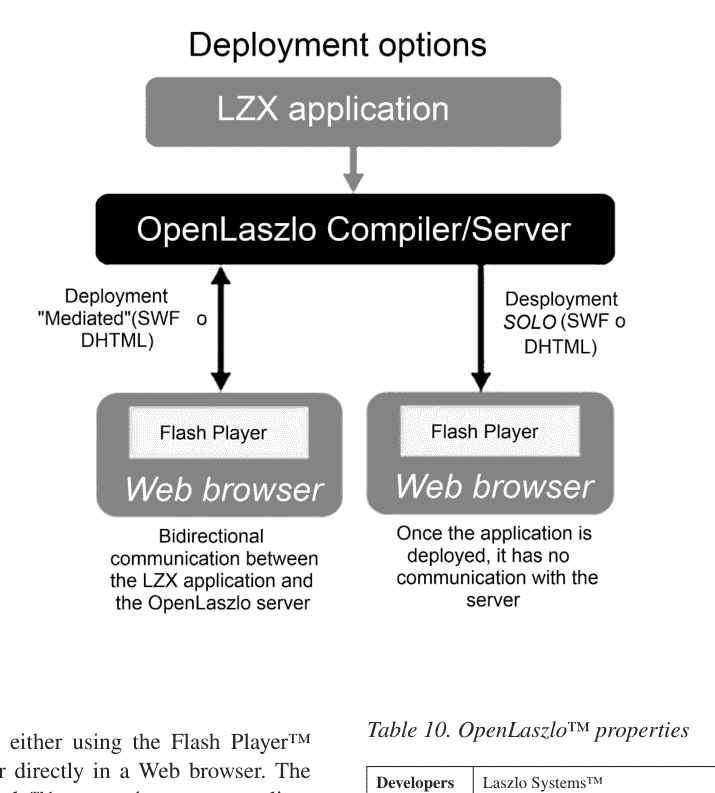 Deployment options
LZX application
OpenLaszlo Compiler/Server
Deployment
"Mediated"(SWF o
DHTML)
Desployment
SOLO (SWF o
DHTML)
Flash Player
Web browser
Flash Player
Web browser
Bidirectional
communication between
the LZX application and
the OpenLaszlo server
Once the application is
deployed, it has no
communication with the
server
either using the Flash Player™
directly in a Web browser. The
Table 10. OpenLaszlo™ properties
Developers Laszlo Systems™